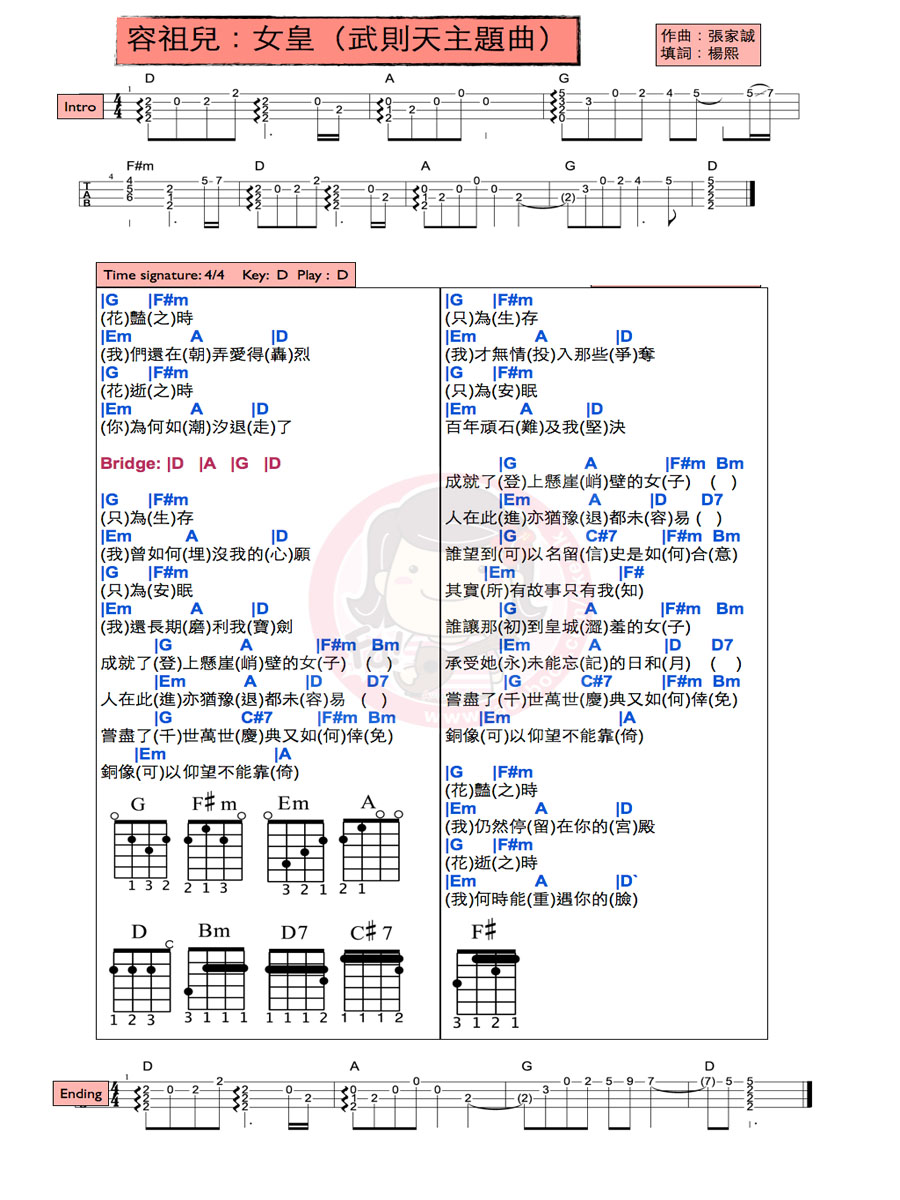 容祖兒：女皇（武則天主題曲）
作曲：張家誠
填詞：楊熙
D A G
Intro
F#m D A G D
Time signature: 4/4 Key: D Play : D
|G |F#m
(花)豔(之)時
|Em A |D
(我)們還在(朝)弄愛得(轟)烈
|G |F#m
(花)逝(之)時
|Em A |D
(你)為何如(潮)汐退(走)了
Bridge: |D |A |G |D
|G |F#m
(只)為(生)存
|Em A |D
(我)曾如何(埋)沒我的(心)願
|G |F#m
(只)為(安)眠
|Em A |D
(我)還長期(磨)利我(寶)劍
|G A |F#m Bm
成就了(登)上懸崖(峭)壁的女(子) ( )
|Em A |D D7
人在此(進)亦猶豫(退)都未(容)易 ( )
|G C#7 |F#m Bm
嘗盡了(千)世萬世(慶)典又如(何)倖(免)
|Em |A
銅像(可)以仰望不能靠(倚)
G F#m Em A
1 3 2 2 1 3 3 2 1 2 1
D Bm D7 C#7
1 2 3 3 1 1 1 1 1 1 2 1 1 1 2
|G |F#m
(只)為(生)存
|Em A |D
(我)才無情(投)入那些(爭)奪
|G |F#m
(只)為(安)眠
|Em A |D
百年頑石(難)及我(堅)決
|G A |F#m Bm
成就了(登)上懸崖(峭)壁的女(子) ( )
|Em A |D D7
人在此(進)亦猶豫(退)都未(容)易 ( )
|G C#7 |F#m Bm
誰望到(可)以名留(信)史是如(何)合(意)
|Em |F#
其實(所)有故事只有我(知)
|G A |F#m Bm
誰讓那(初)到皇城(澀)羞的女(子)
|Em A |D D7
承受她(永)未能忘(記)的日和(月) ( )
|G C#7 |F#m Bm
嘗盡了(千)世萬世(慶)典又如(何)倖(免)
|Em |A
銅像(可)以仰望不能靠(倚)
|G |F#m
(花)豔(之)時
|Em A |D
(我)仍然停(留)在你的(宮)殿
|G |F#m
(花)逝(之)時
|Em A |D`
(我)何時能(重)遇你的(臉)
F#
3 1 2 1
D A G D
Ending